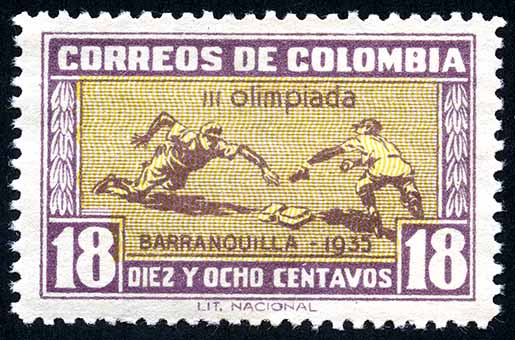 CORREOS DE COLOMBIA
III olimpiada
BARRANQUILLA - 1935
18 DIEZ Y OCHO CENTAVOS 18
LIT. NACIONAL